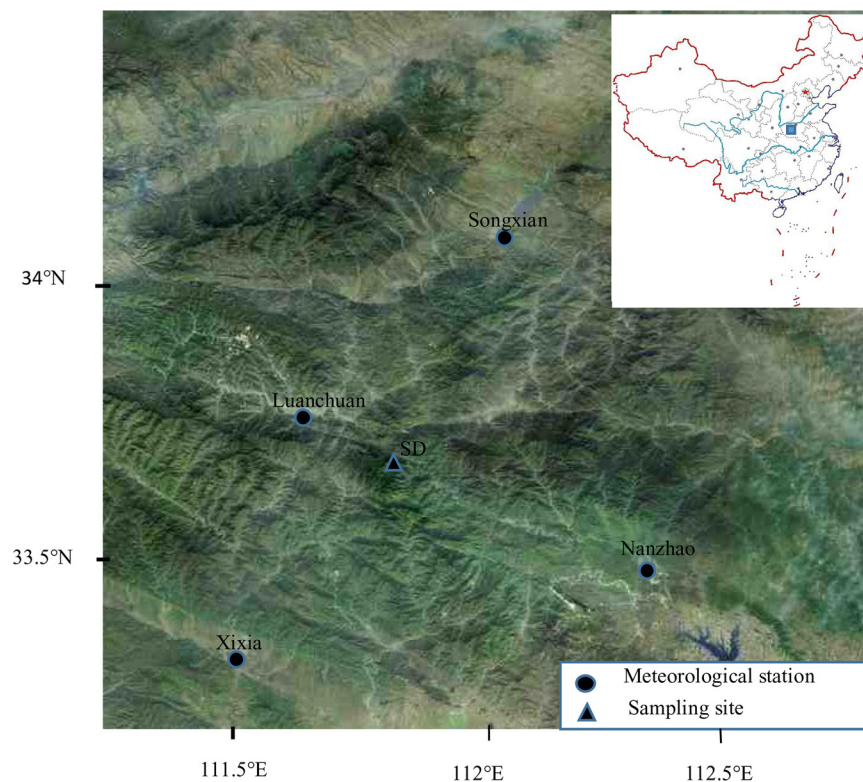 Songxian
34°N
Luanchuan
SD
33.5°N
Nanzhao
Xixia
Meteorological station
Sampling site
111.5°E
112°E
112.5°E